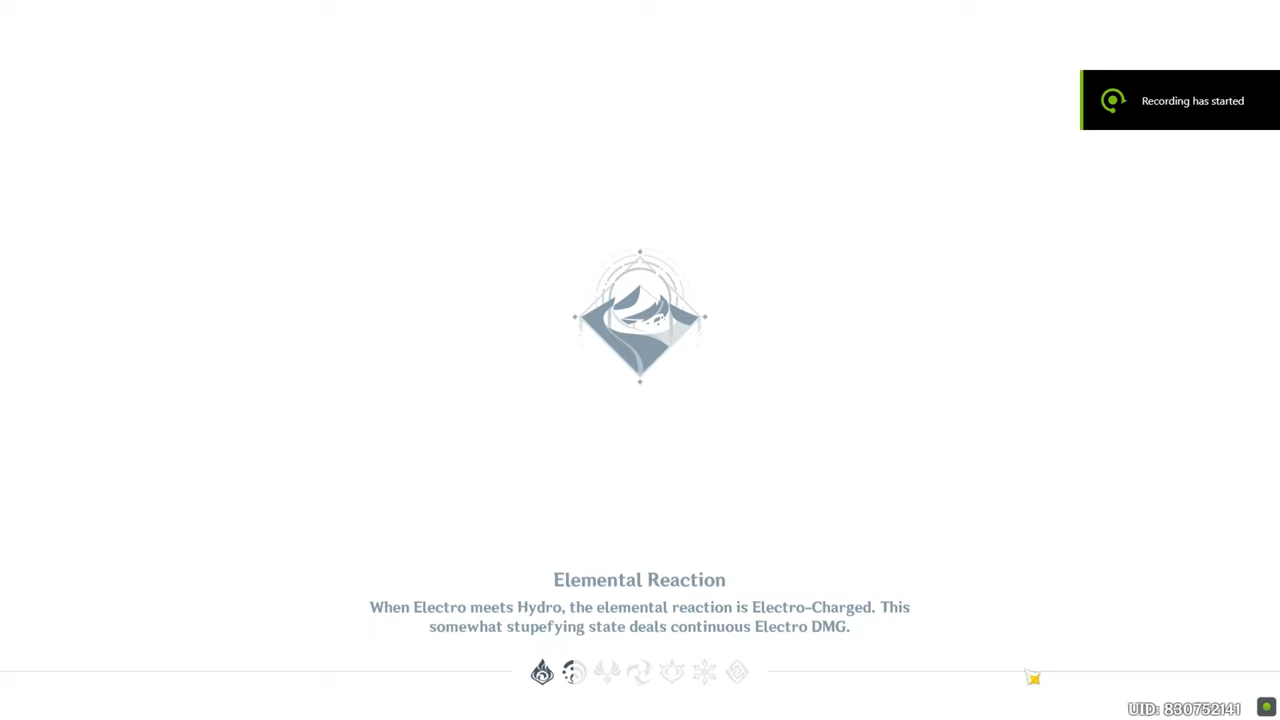 Recording has started
Elemental Reaction
When Electro meets Hydro, the elemental reaction is Electro-Charged. This
somewhat stupefying state deals continuous Electro DMG.
UID: 830752141